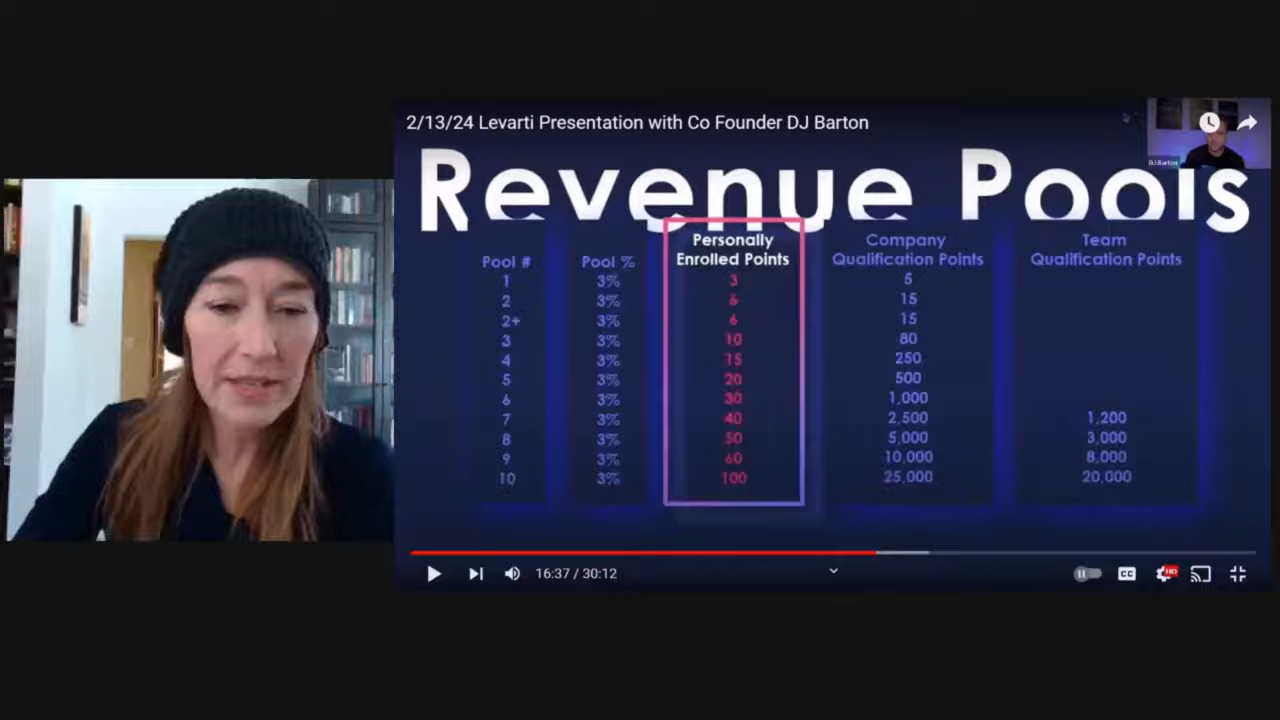 2/13/24 Levarti Presentation with Co Founder DJ Barton
DJ Barton
Revenue Pools
Pool # Pool % Personally Enrolled Points Company Qualification Points Team Qualification Points
1 3% 3 5
2 3% 6 15
2+ 3% 6 15
3 3% 10 80
4 3% 15 250
5 3% 20 500
6 3% 30 1,000
7 3% 40 2,500 1,200
8 3% 50 5,000 3,000
9 3% 60 10,000 8,000
10 3% 100 25,000 20,000
16:37 / 30:12
CC
HD